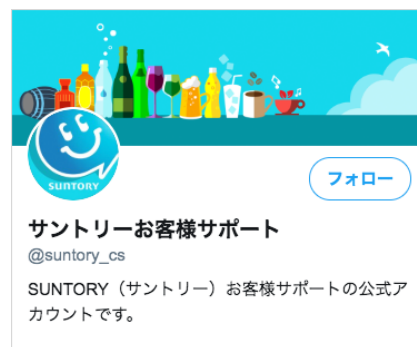 SUNTORY
フォロー
サントリーお客様サポート
@suntory_cs
SUNTORY（サントリー）お客様サポートの公式ア
カウントです。